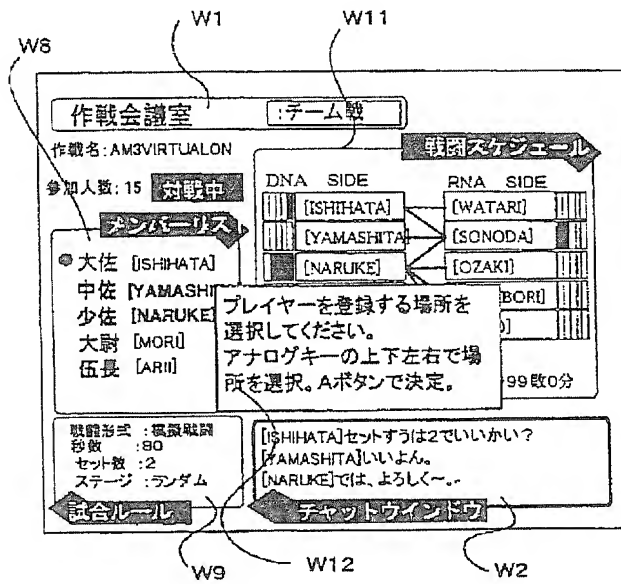 W1
W11
W8
作戦会議室
:チーム戦
作戦名:AM3VIRTUALON
戦闘スケジュール
参加人数:15
対戦中
DNA SIDE
RNA SIDE
メンバーリス
[ISHIHATA]
[WATARI]
[YAMASHITA]
[SONODA]
[NARUKE]
[OZAKI]
大佐 [ISHIHATA]
中佐 [YAMASHI
少佐 [NARUKE]
大尉 [MORI]
伍長 [ARII]
プレイヤーを登録する場所を
選択してください。
アナログキーの上下左右で場
所を選択。Aボタンで決定。
BORI]
]
99敗0分
戦闘形式 :模擬戦闘
秒数 :80
セット数 :2
ステージ :ランダム
試合ルール
[ISHIHATA]セットすうは2でいいかい?
[YAMASHITA]いいよん。
[NARUKE]では、よろしく〜。
チャットウインドウ
W9
W12
W2